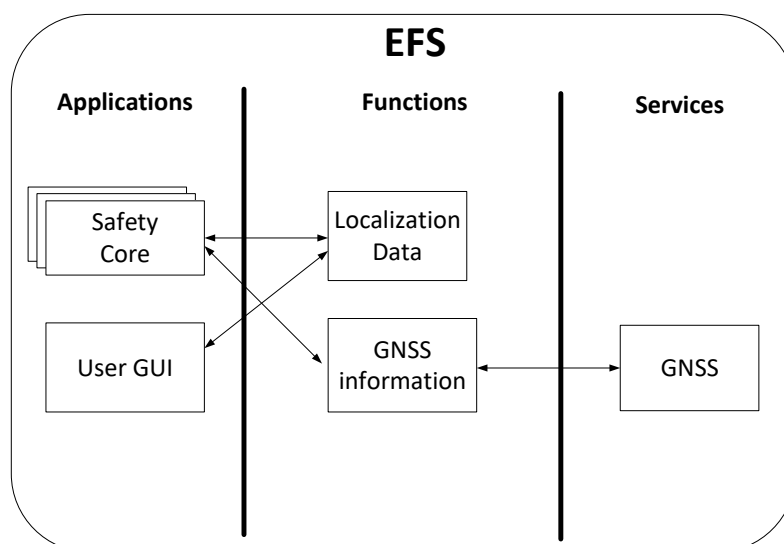 EFS
Applications
Functions
Services
Safety
Core
Localization
Data
User GUI
GNSS
information
GNSS